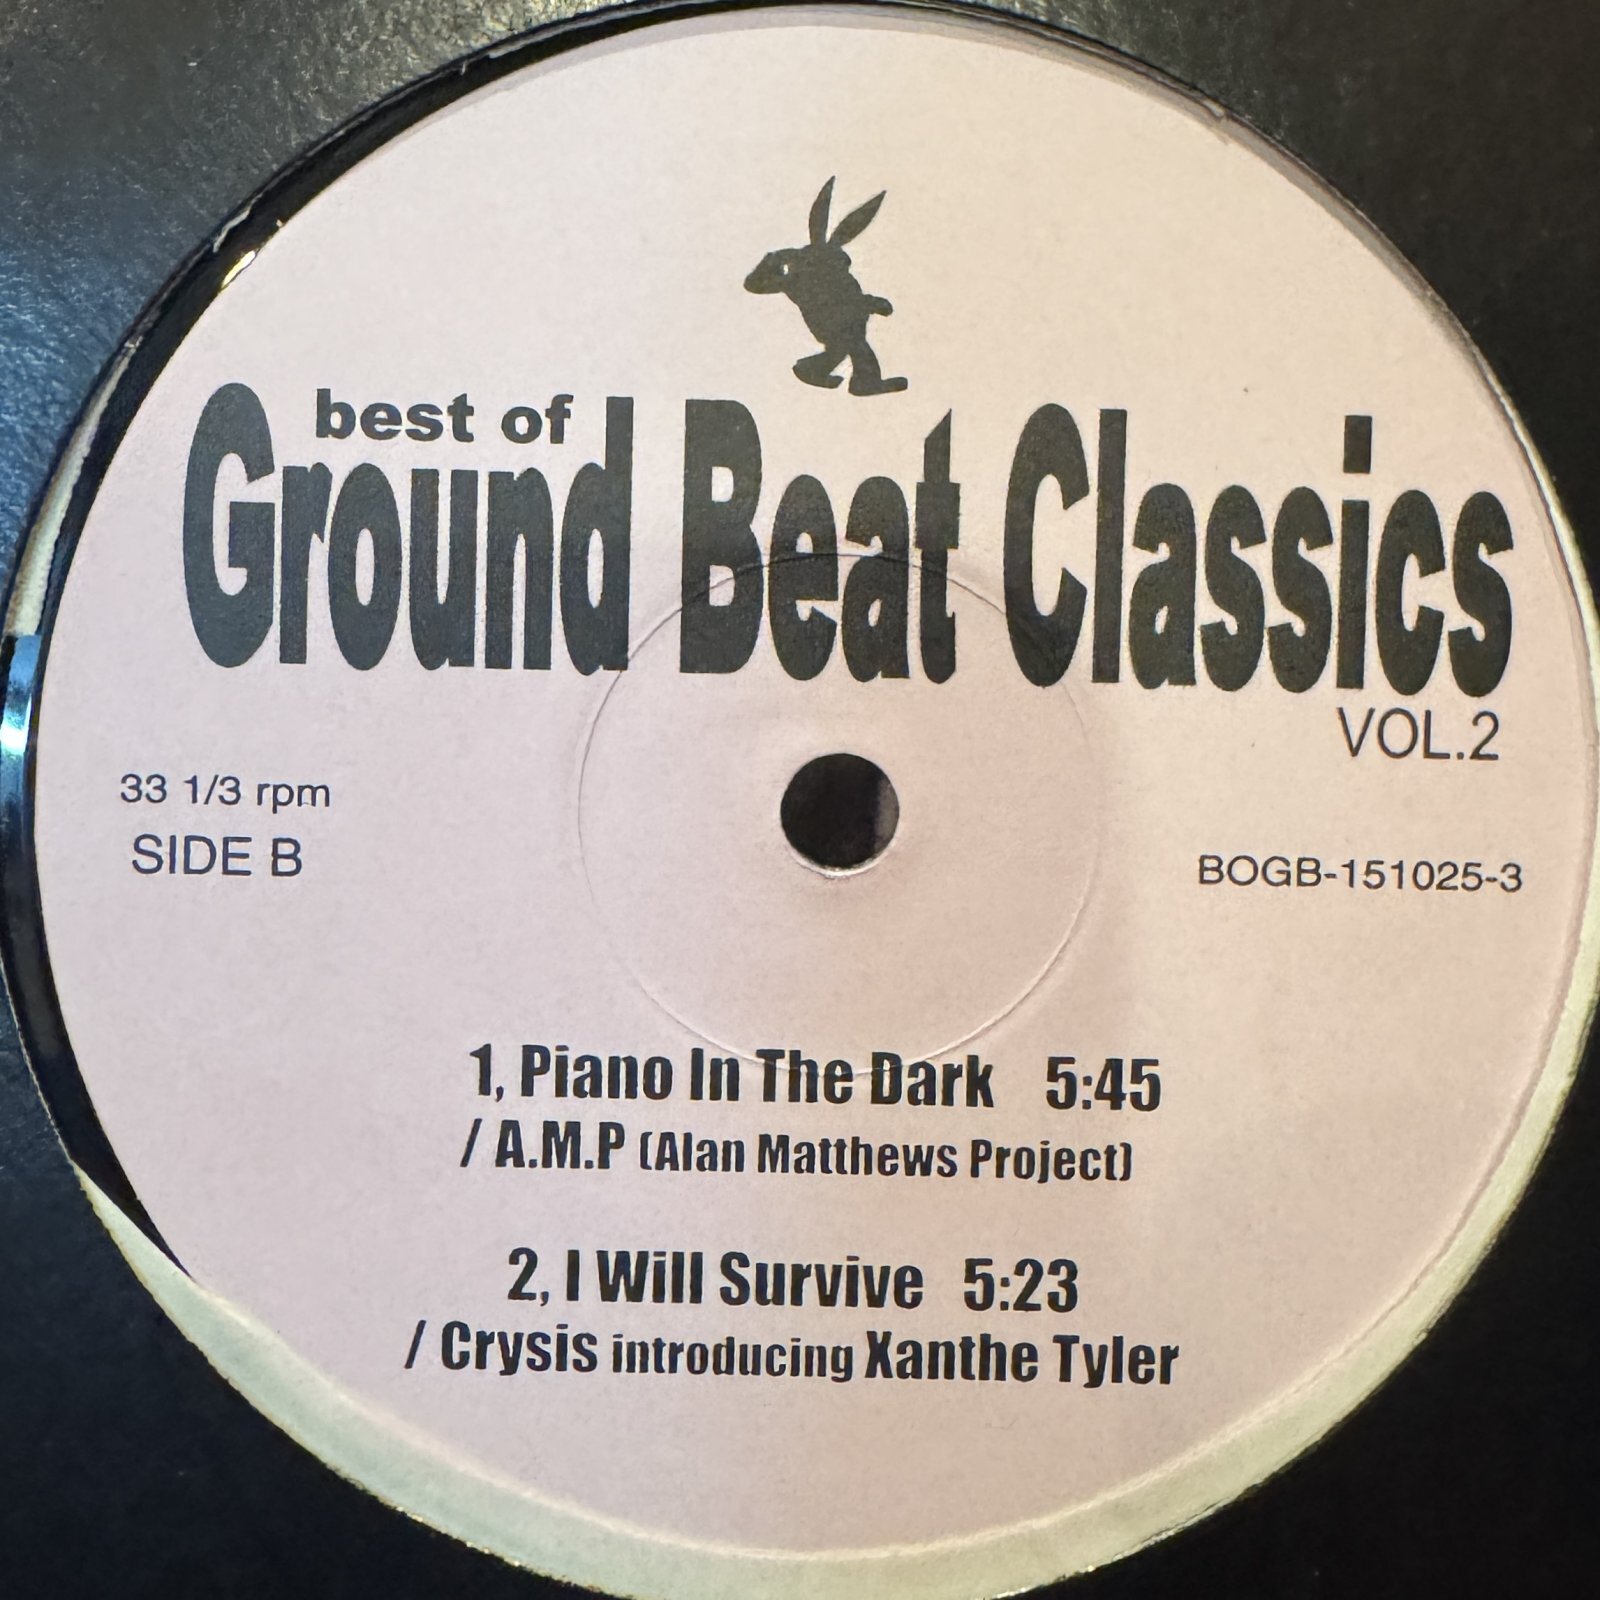 best of
Ground Beat Classics
VOL.2
33 1/3 rpm
SIDE B
BOGB-151025-3
1, Piano In The Dark 5:45
/ A.M.P (Alan Matthews Project)
2, I Will Survive 5:23
/ Crysis introducing Xanthe Tyler